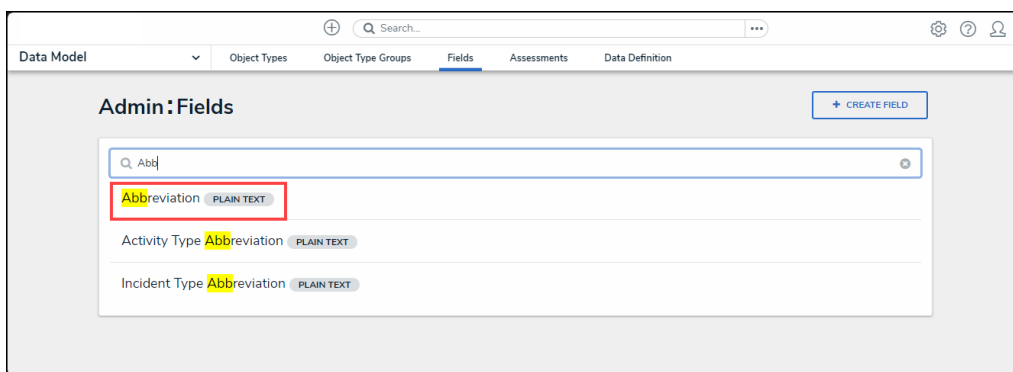 Search...
Data Model Object Types Object Type Groups Fields Assessments Data Definition
Admin:Fields + CREATE FIELD
Abb
Abbreviation PLAIN TEXT
Activity Type Abbreviation PLAIN TEXT
Incident Type Abbreviation PLAIN TEXT